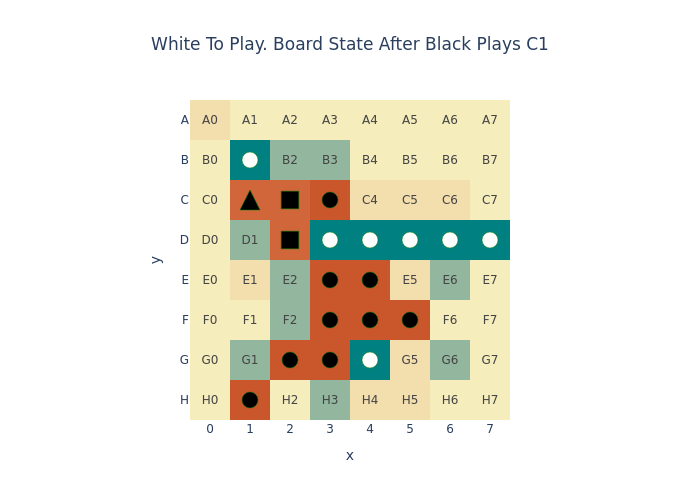 White To Play. Board State After Black Plays C1
A A0 A1 A2 A3 A4 A5 A6 A7
B B0 B2 B3 B4 B5 B6 B7
C C0 C4 C5 C6 C7
D D0 D1
E E0 E1 E2 E5 E6 E7
F F0 F1 F2 F6 F7
G G0 G1 G5 G6 G7
H H0 H2 H3 H4 H5 H6 H7
0 1 2 3 4 5 6 7
x
y